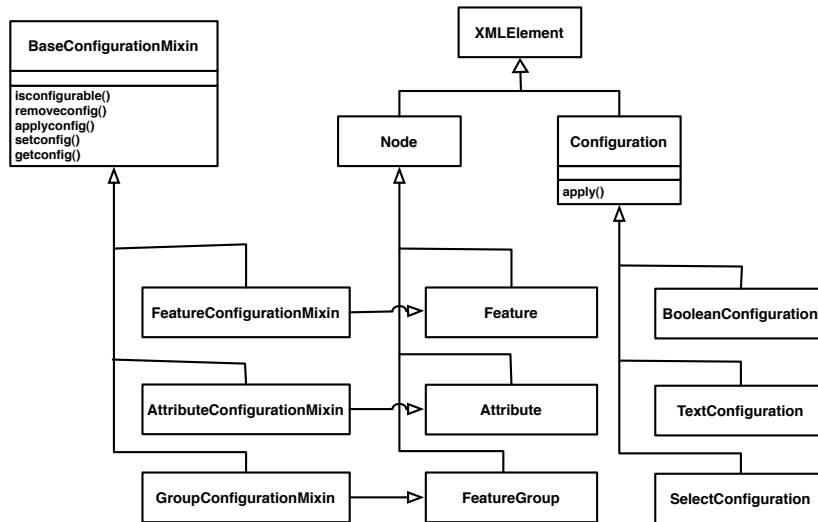 XMLElement
BaseConfigurationMixin
isconfigurable()
removeconfig()
applyconfig()
setconfig()
getconfig()
Node
Configuration
apply()
FeatureConfigurationMixin
Feature
BooleanConfiguration
AttributeConfigurationMixin
Attribute
TextConfiguration
GroupConfigurationMixin
FeatureGroup
SelectConfiguration